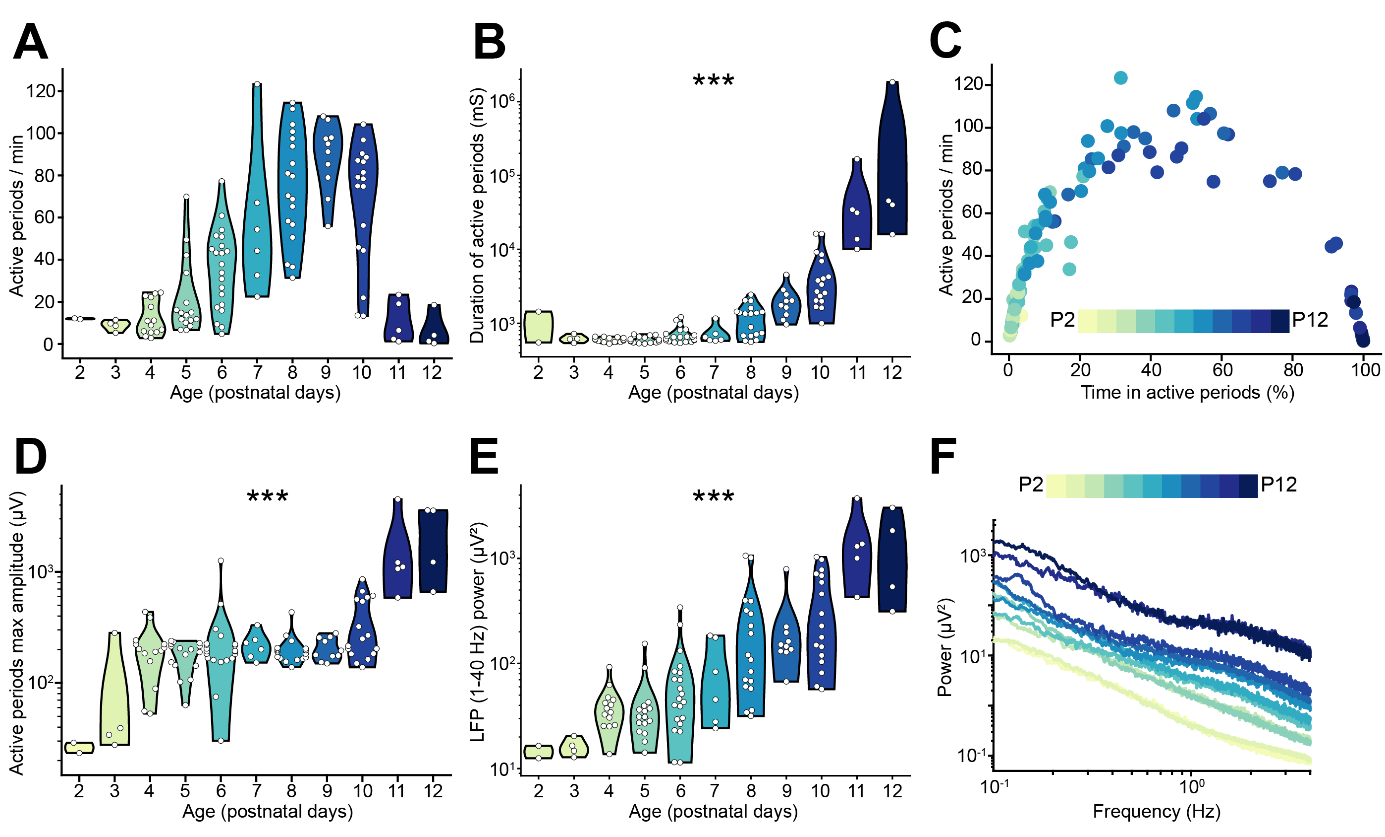 A
Active periods / min
120
100
80
60
40
20
0
2 3 4 5 6 7 8 9 10 11 12
Age (postnatal days)
B
***
Duration of active periods (mS)
10⁶
10⁵
10⁴
10³
2 3 4 5 6 7 8 9 10 11 12
Age (postnatal days)
C
Active periods / min
120
100
80
60
40
20
0
P2 P12
0 20 40 60 80 100
Time in active periods (%)
D
***
Active periods max amplitude (µV)
10³
10²
2 3 4 5 6 7 8 9 10 11 12
Age (postnatal days)
E
***
LFP (1-40 Hz) power (µV²)
10³
10²
10¹
2 3 4 5 6 7 8 9 10 11 12
Age (postnatal days)
F
P2 P12
Power (µV²)
10³
10¹
10⁻¹
10⁻¹ 10⁰
Frequency (Hz)